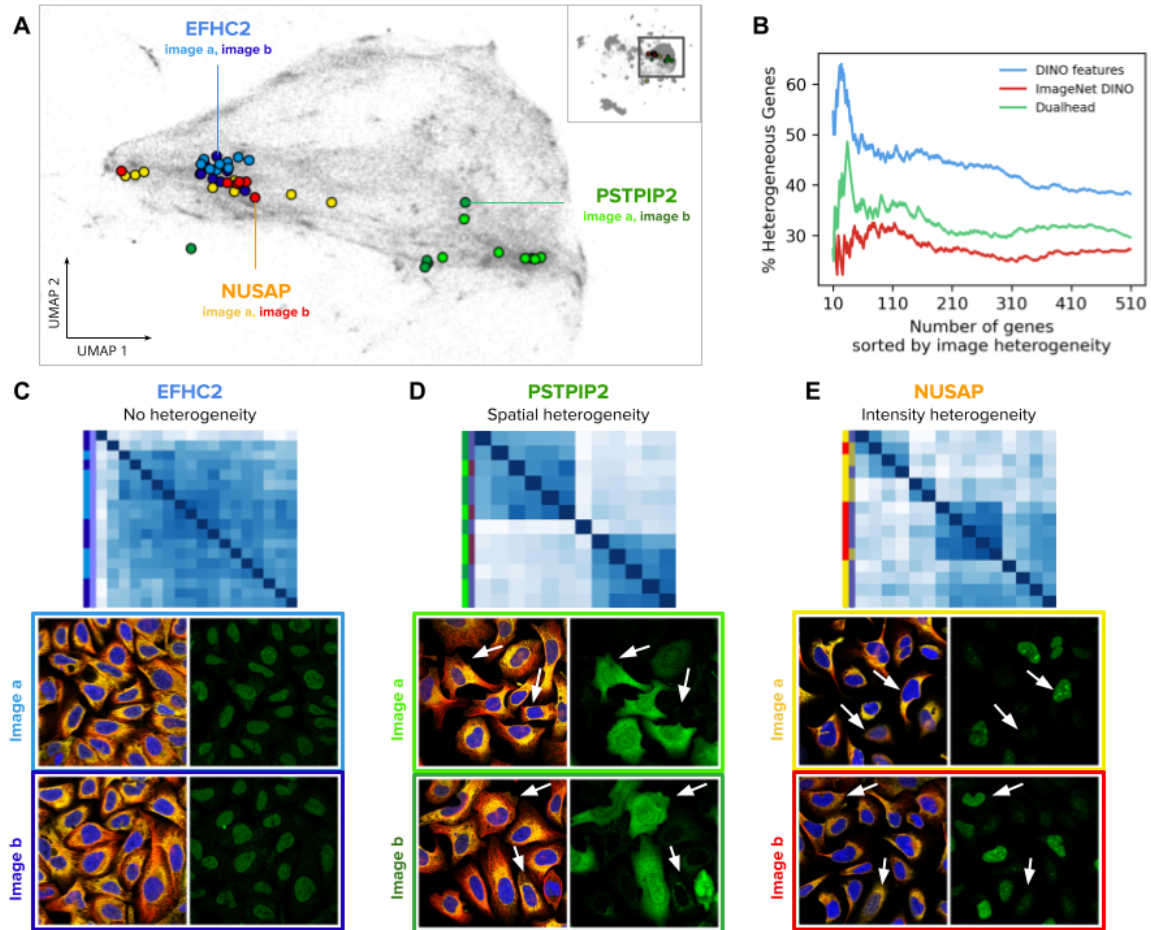 A
EFHC2
image a, image b
PSTPIP2
image a, image b
NUSAP
image a, image b
UMAP 2
UMAP 1
B
DINO features
ImageNet DINO
Dualhead
% Heterogeneous Genes
60
50
40
30
10 110 210 310 410 510
Number of genes
sorted by image heterogeneity
C
EFHC2
No heterogeneity
Image a
Image b
D
PSTPIP2
Spatial heterogeneity
Image a
Image b
E
NUSAP
Intensity heterogeneity
Image a
Image b